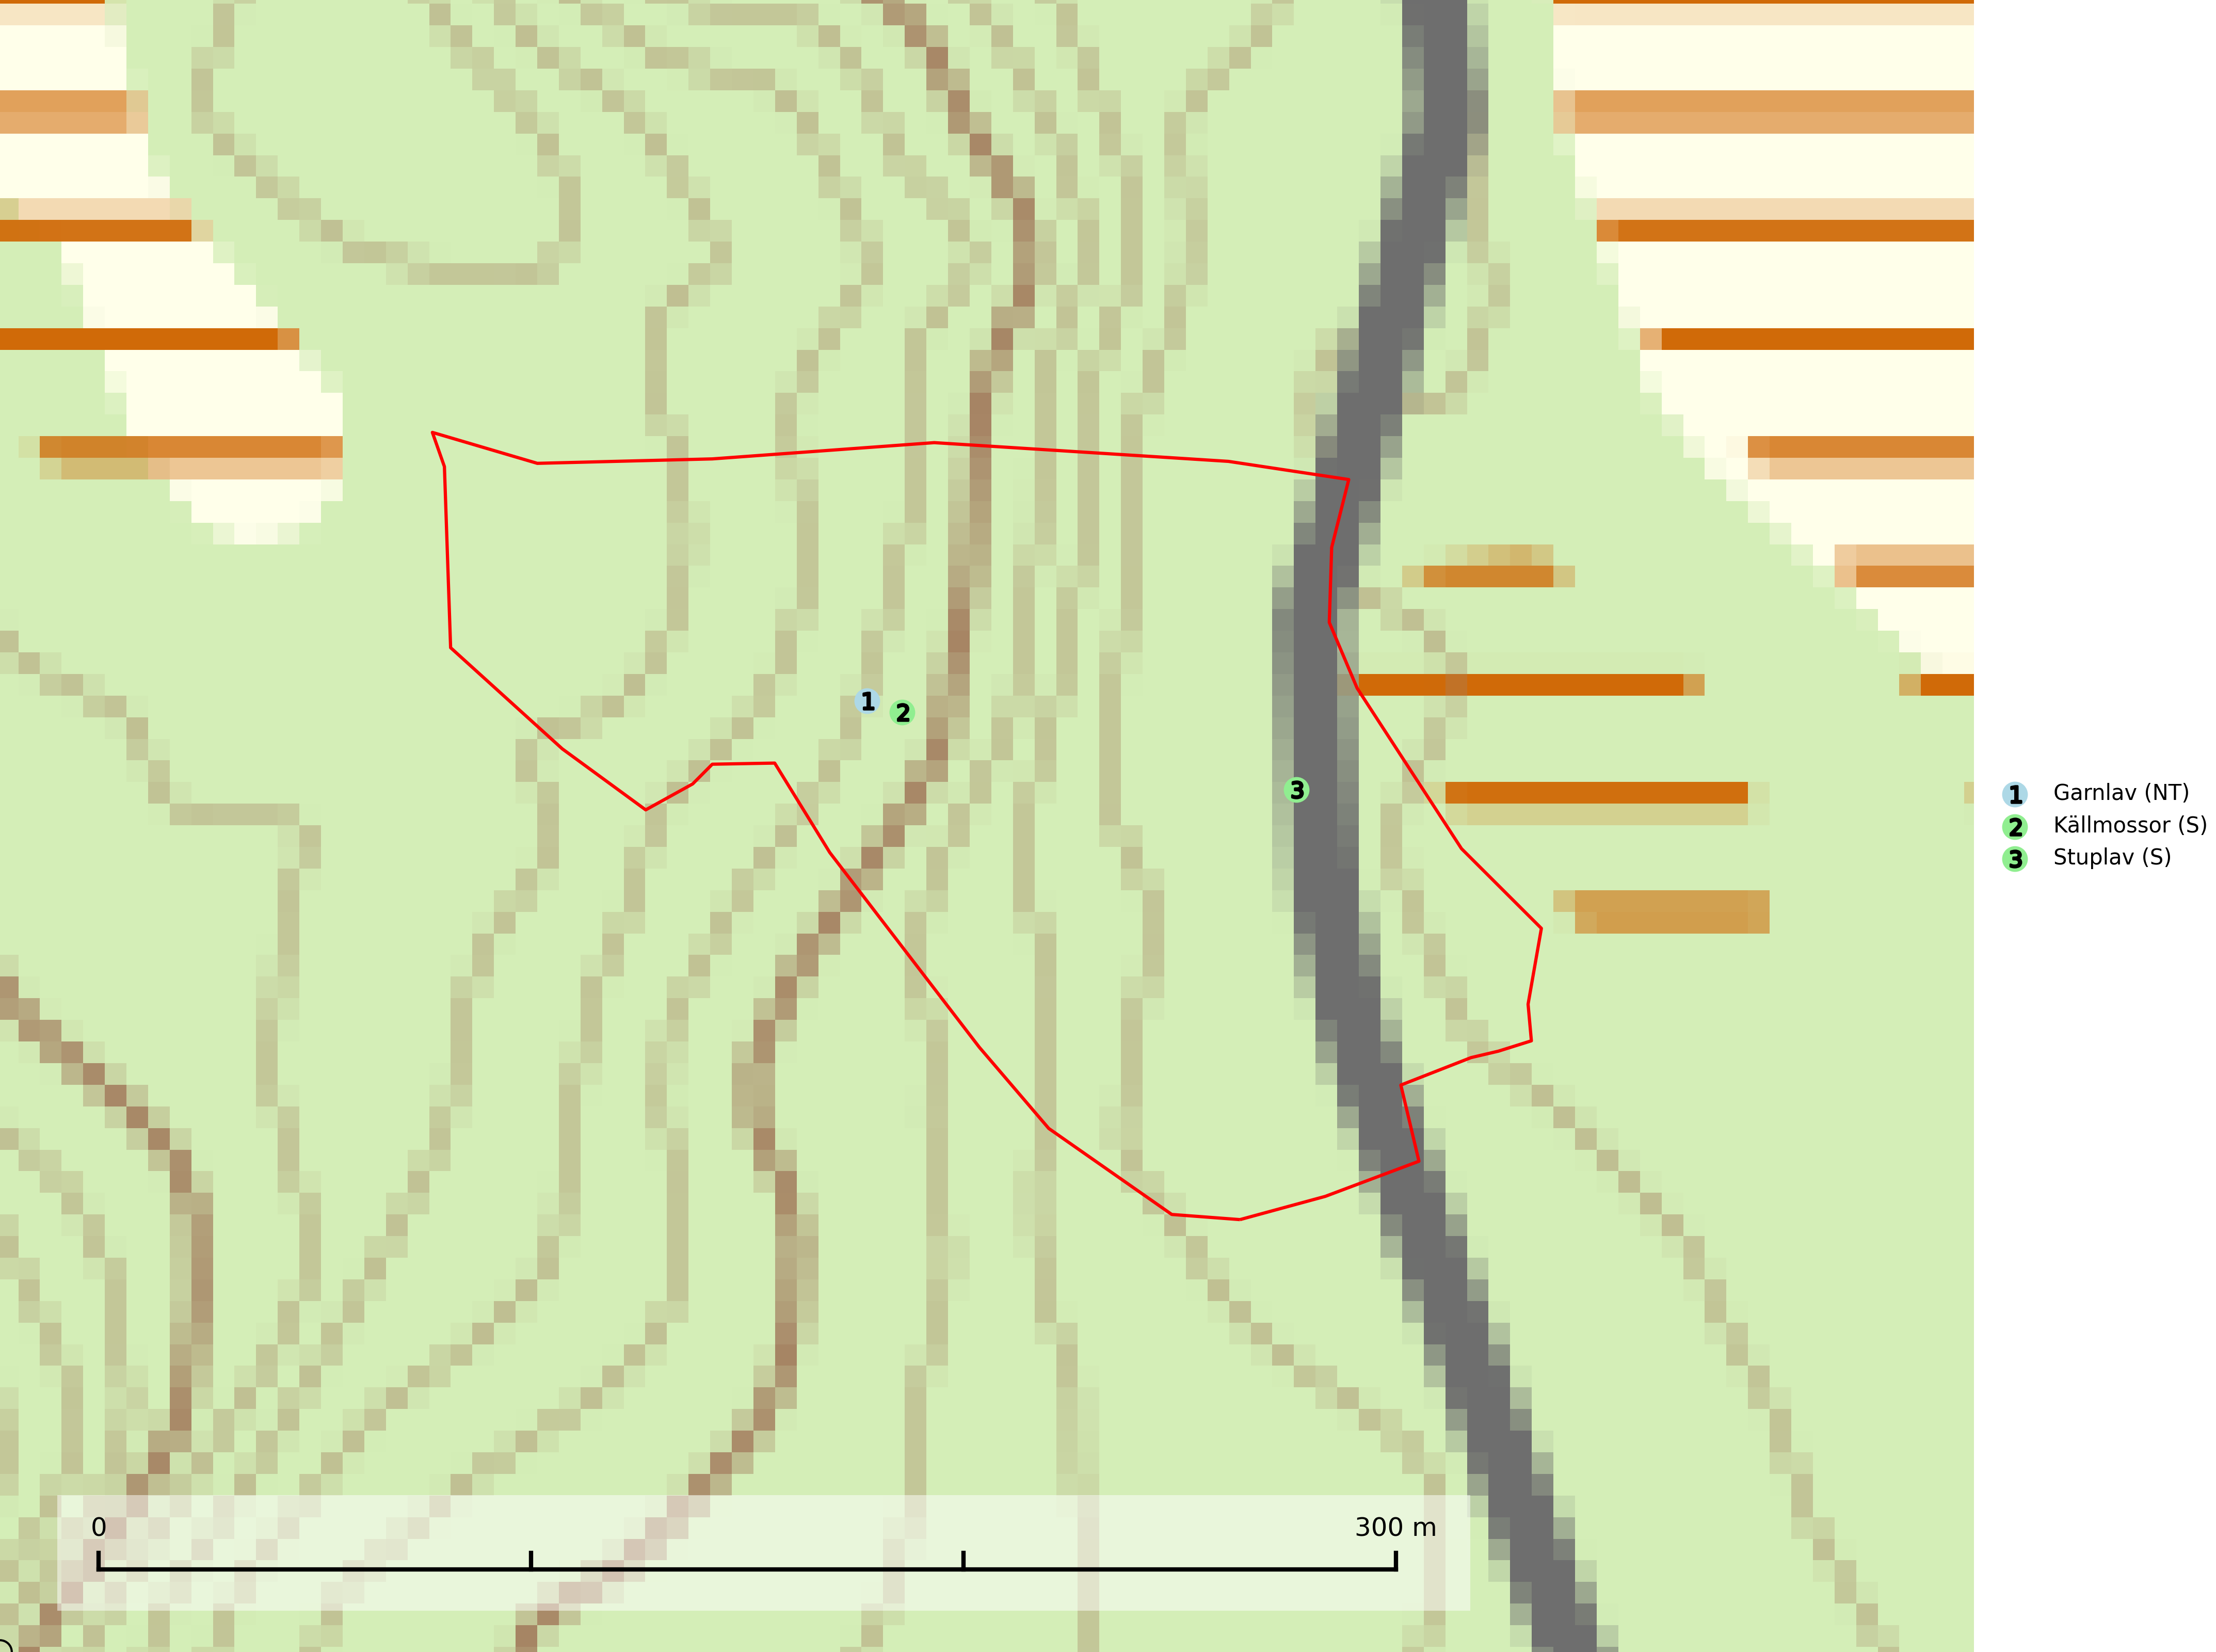 1
2
3
1 Garnlav (NT)
2 Källmossor (S)
3 Stuplav (S)
0 300 m